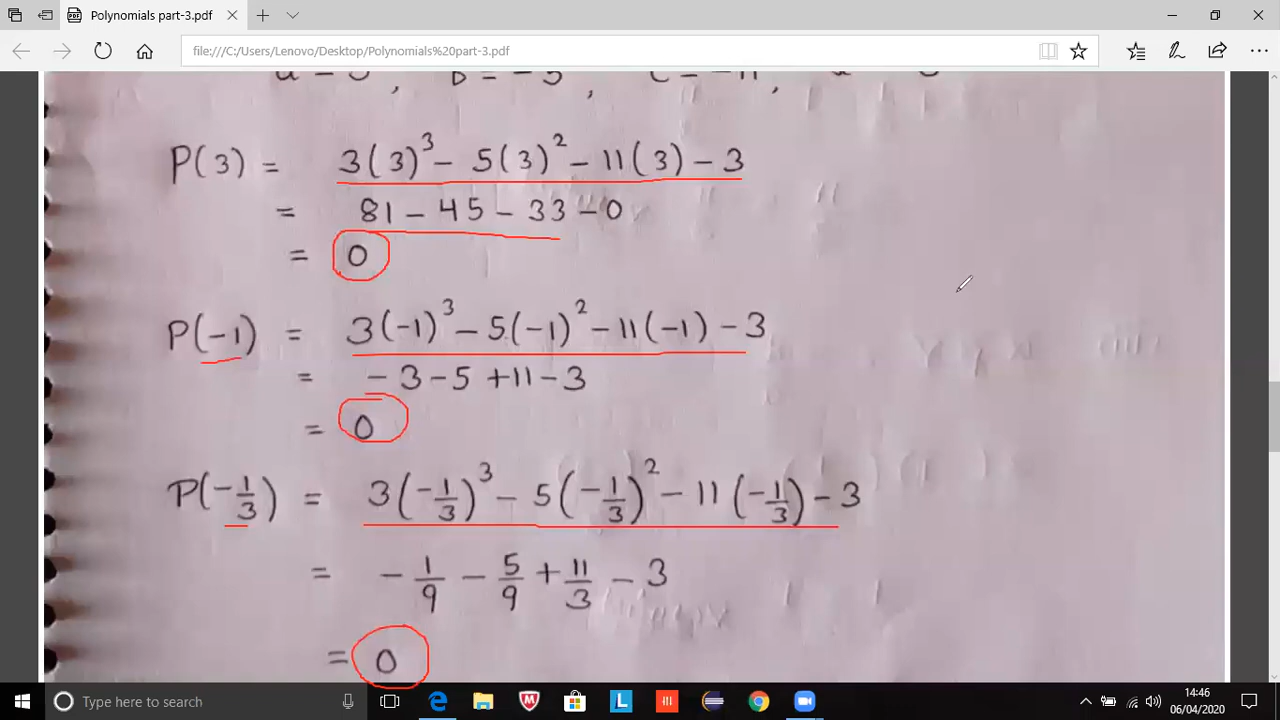 Polynomials part-3.pdf
file:///C:/Users/Lenovo/Desktop/Polynomials%20part-3.pdf
P(3) = 3(3)³ - 5(3)² - 11(3) - 3
= 81 - 45 - 33 - 0
= 0
P(-1) = 3(-1)³ - 5(-1)² - 11(-1) - 3
= -3 - 5 + 11 - 3
= 0
P(-1/3) = 3(-1/3)³ - 5(-1/3)² - 11(-1/3) - 3
= -1/9 - 5/9 + 11/3 - 3
= 0
Type here to search
14:46
06/04/2020